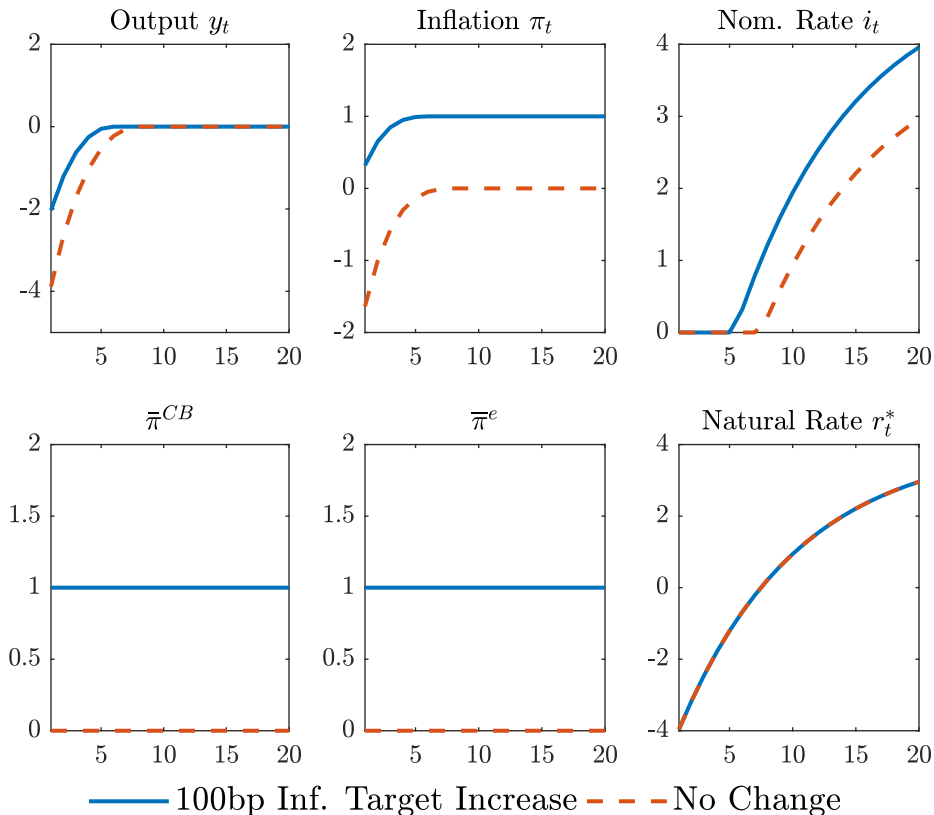 Output y_t
Inflation π_t
Nom. Rate i_t
2
0
-2
-4
5 10 15 20
2
1
0
-1
-2
5 10 15 20
4
3
2
1
0
5 10 15 20
π̄^{CB}
π̄^e
Natural Rate r_t^*
2
1.5
1
0.5
0
5 10 15 20
2
1.5
1
0.5
0
5 10 15 20
4
2
0
-2
-4
5 10 15 20
100bp Inf. Target Increase
No Change